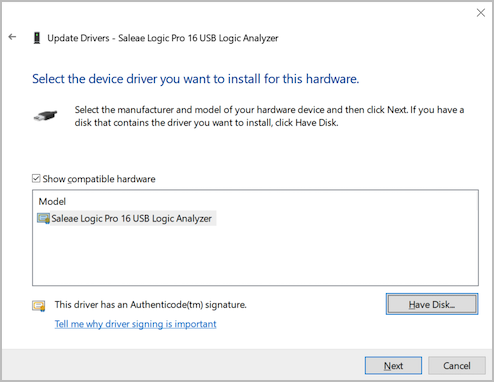 Update Drivers - Saleae Logic Pro 16 USB Logic Analyzer
Select the device driver you want to install for this hardware.
Select the manufacturer and model of your hardware device and then click Next. If you have a
disk that contains the driver you want to install, click Have Disk.
Show compatible hardware
Model
Saleae Logic Pro 16 USB Logic Analyzer
This driver has an Authenticode(tm) signature.
Have Disk...
Tell me why driver signing is important
Next
Cancel